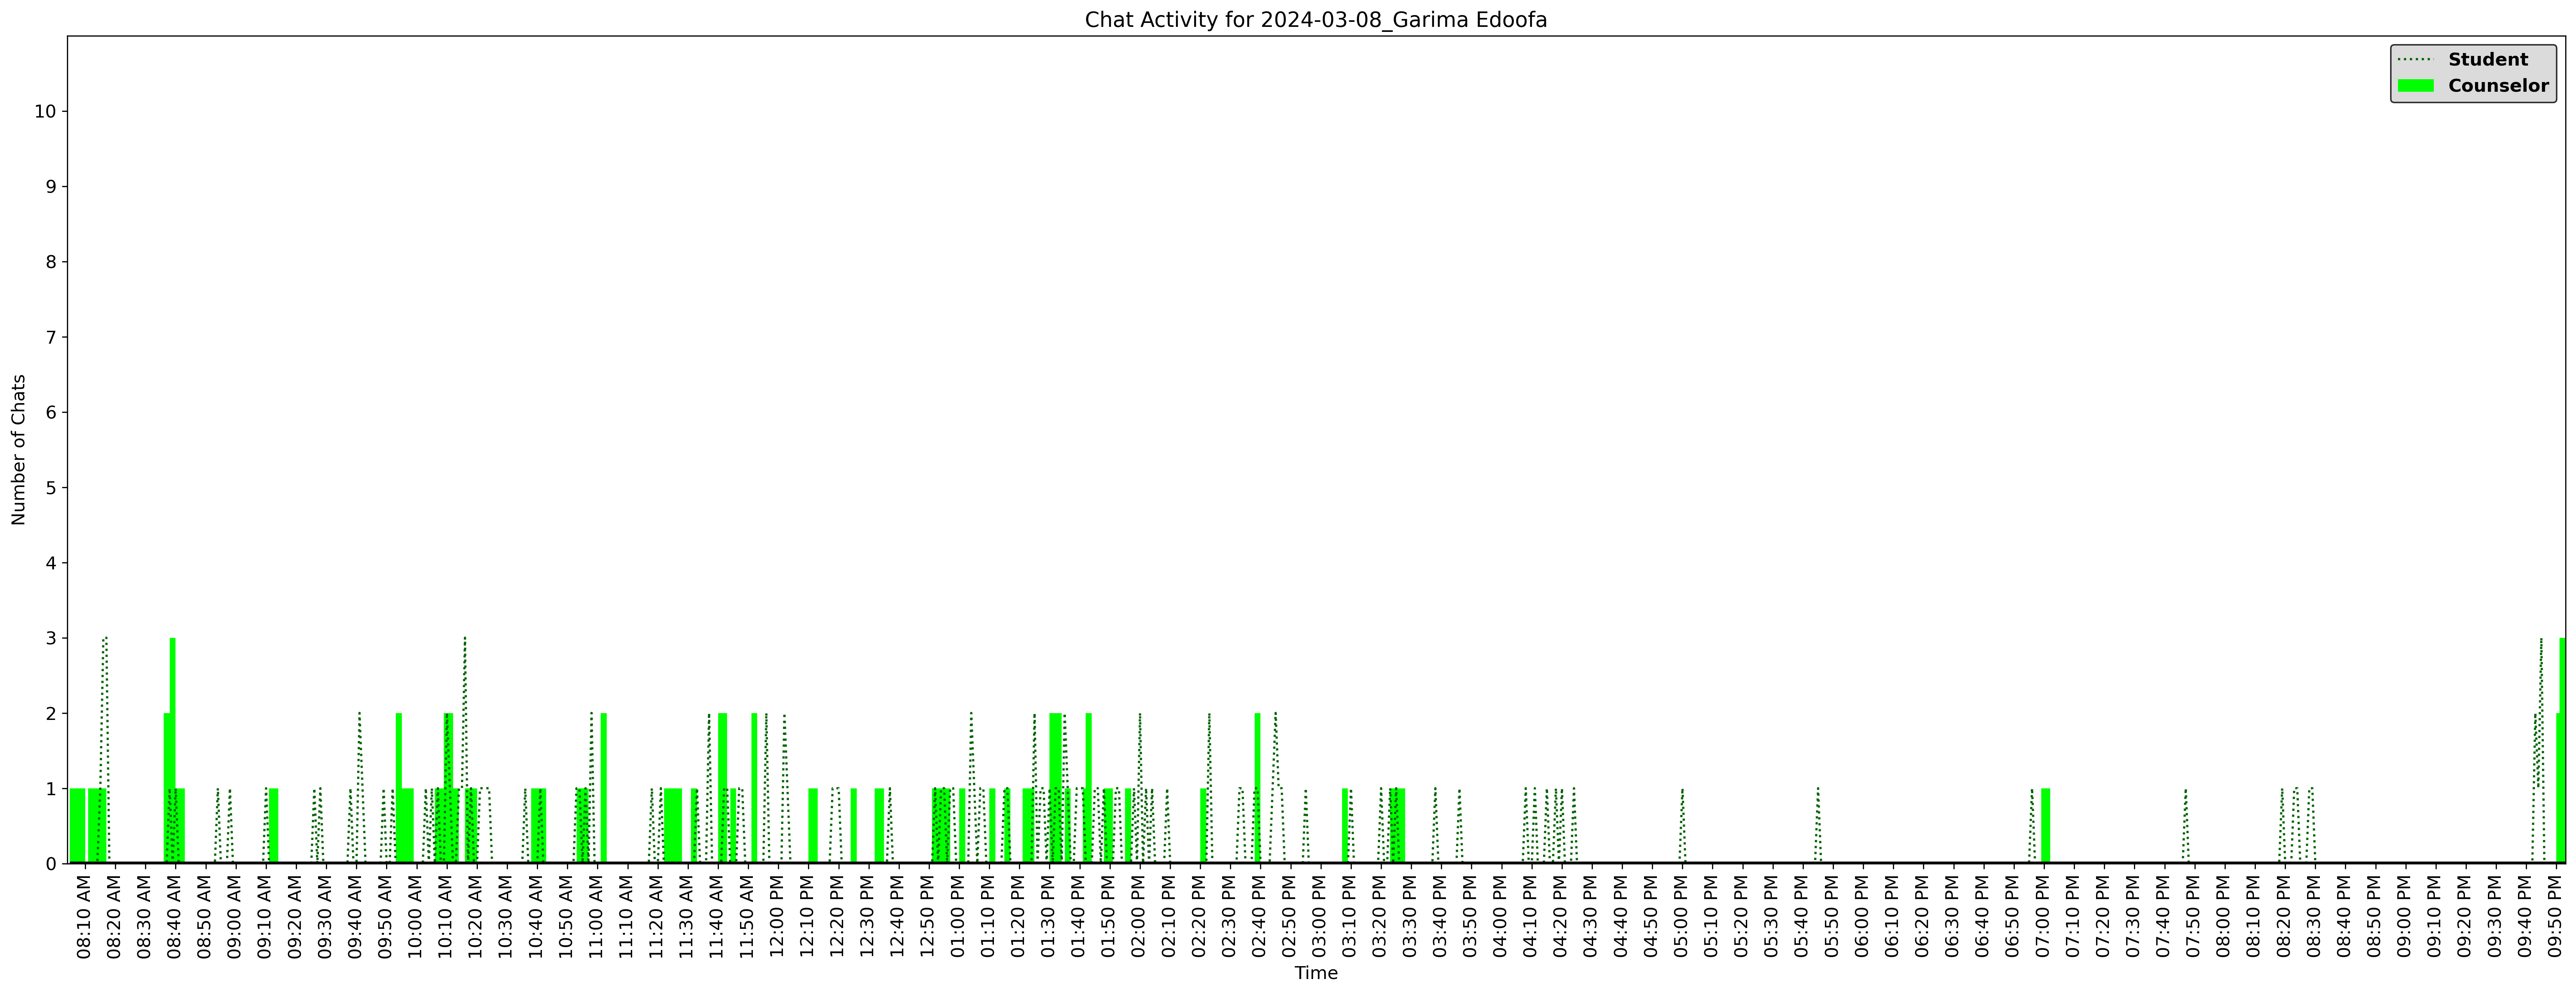 Chat Activity for 2024-03-08_Garima Edoofa
Student
Counselor
Number of Chats
10
9
8
7
6
5
4
3
2
1
0
08:10 AM
08:20 AM
08:30 AM
08:40 AM
08:50 AM
09:00 AM
09:10 AM
09:20 AM
09:30 AM
09:40 AM
09:50 AM
10:00 AM
10:10 AM
10:20 AM
10:30 AM
10:40 AM
10:50 AM
11:00 AM
11:10 AM
11:20 AM
11:30 AM
11:40 AM
11:50 AM
12:00 PM
12:10 PM
12:20 PM
12:30 PM
12:40 PM
12:50 PM
01:00 PM
01:10 PM
01:20 PM
01:30 PM
01:40 PM
01:50 PM
02:00 PM
02:10 PM
02:20 PM
02:30 PM
02:40 PM
02:50 PM
03:00 PM
03:10 PM
03:20 PM
03:30 PM
03:40 PM
03:50 PM
04:00 PM
04:10 PM
04:20 PM
04:30 PM
04:40 PM
04:50 PM
05:00 PM
05:10 PM
05:20 PM
05:30 PM
05:40 PM
05:50 PM
06:00 PM
06:10 PM
06:20 PM
06:30 PM
06:40 PM
06:50 PM
07:00 PM
07:10 PM
07:20 PM
07:30 PM
07:40 PM
07:50 PM
08:00 PM
08:10 PM
08:20 PM
08:30 PM
08:40 PM
08:50 PM
09:00 PM
09:10 PM
09:20 PM
09:30 PM
09:40 PM
09:50 PM
Time